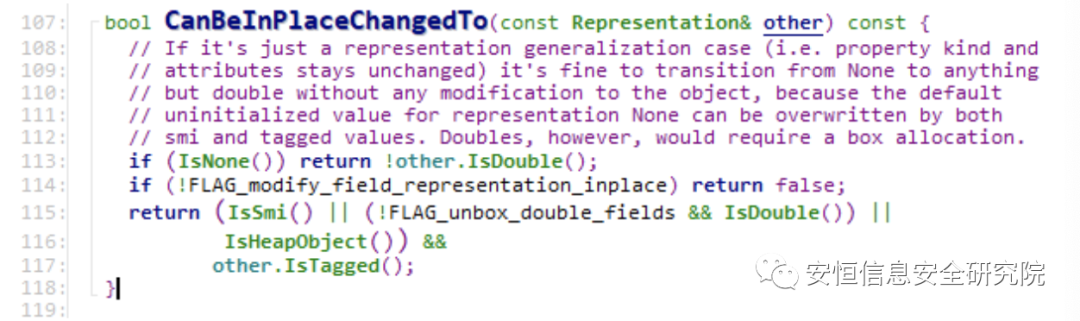 107: bool CanBeInPlaceChangedTo(const Representation& other) const {
108: // If it's just a representation generalization case (i.e. property kind and
109: // attributes stays unchanged) it's fine to transition from None to anything
110: // but double without any modification to the object, because the default
111: // uninitialized value for representation None can be overwritten by both
112: // smi and tagged values. Doubles, however, would require a box allocation.
113: if (IsNone()) return !other.IsDouble();
114: if (!FLAG_modify_field_representation_inplace) return false;
115: return (IsSmi() || (!FLAG_unbox_double_fields && IsDouble()) ||
116: IsHeapObject()) &&
117: other.IsTagged();
118: }
119:
安恒信息安全研究院